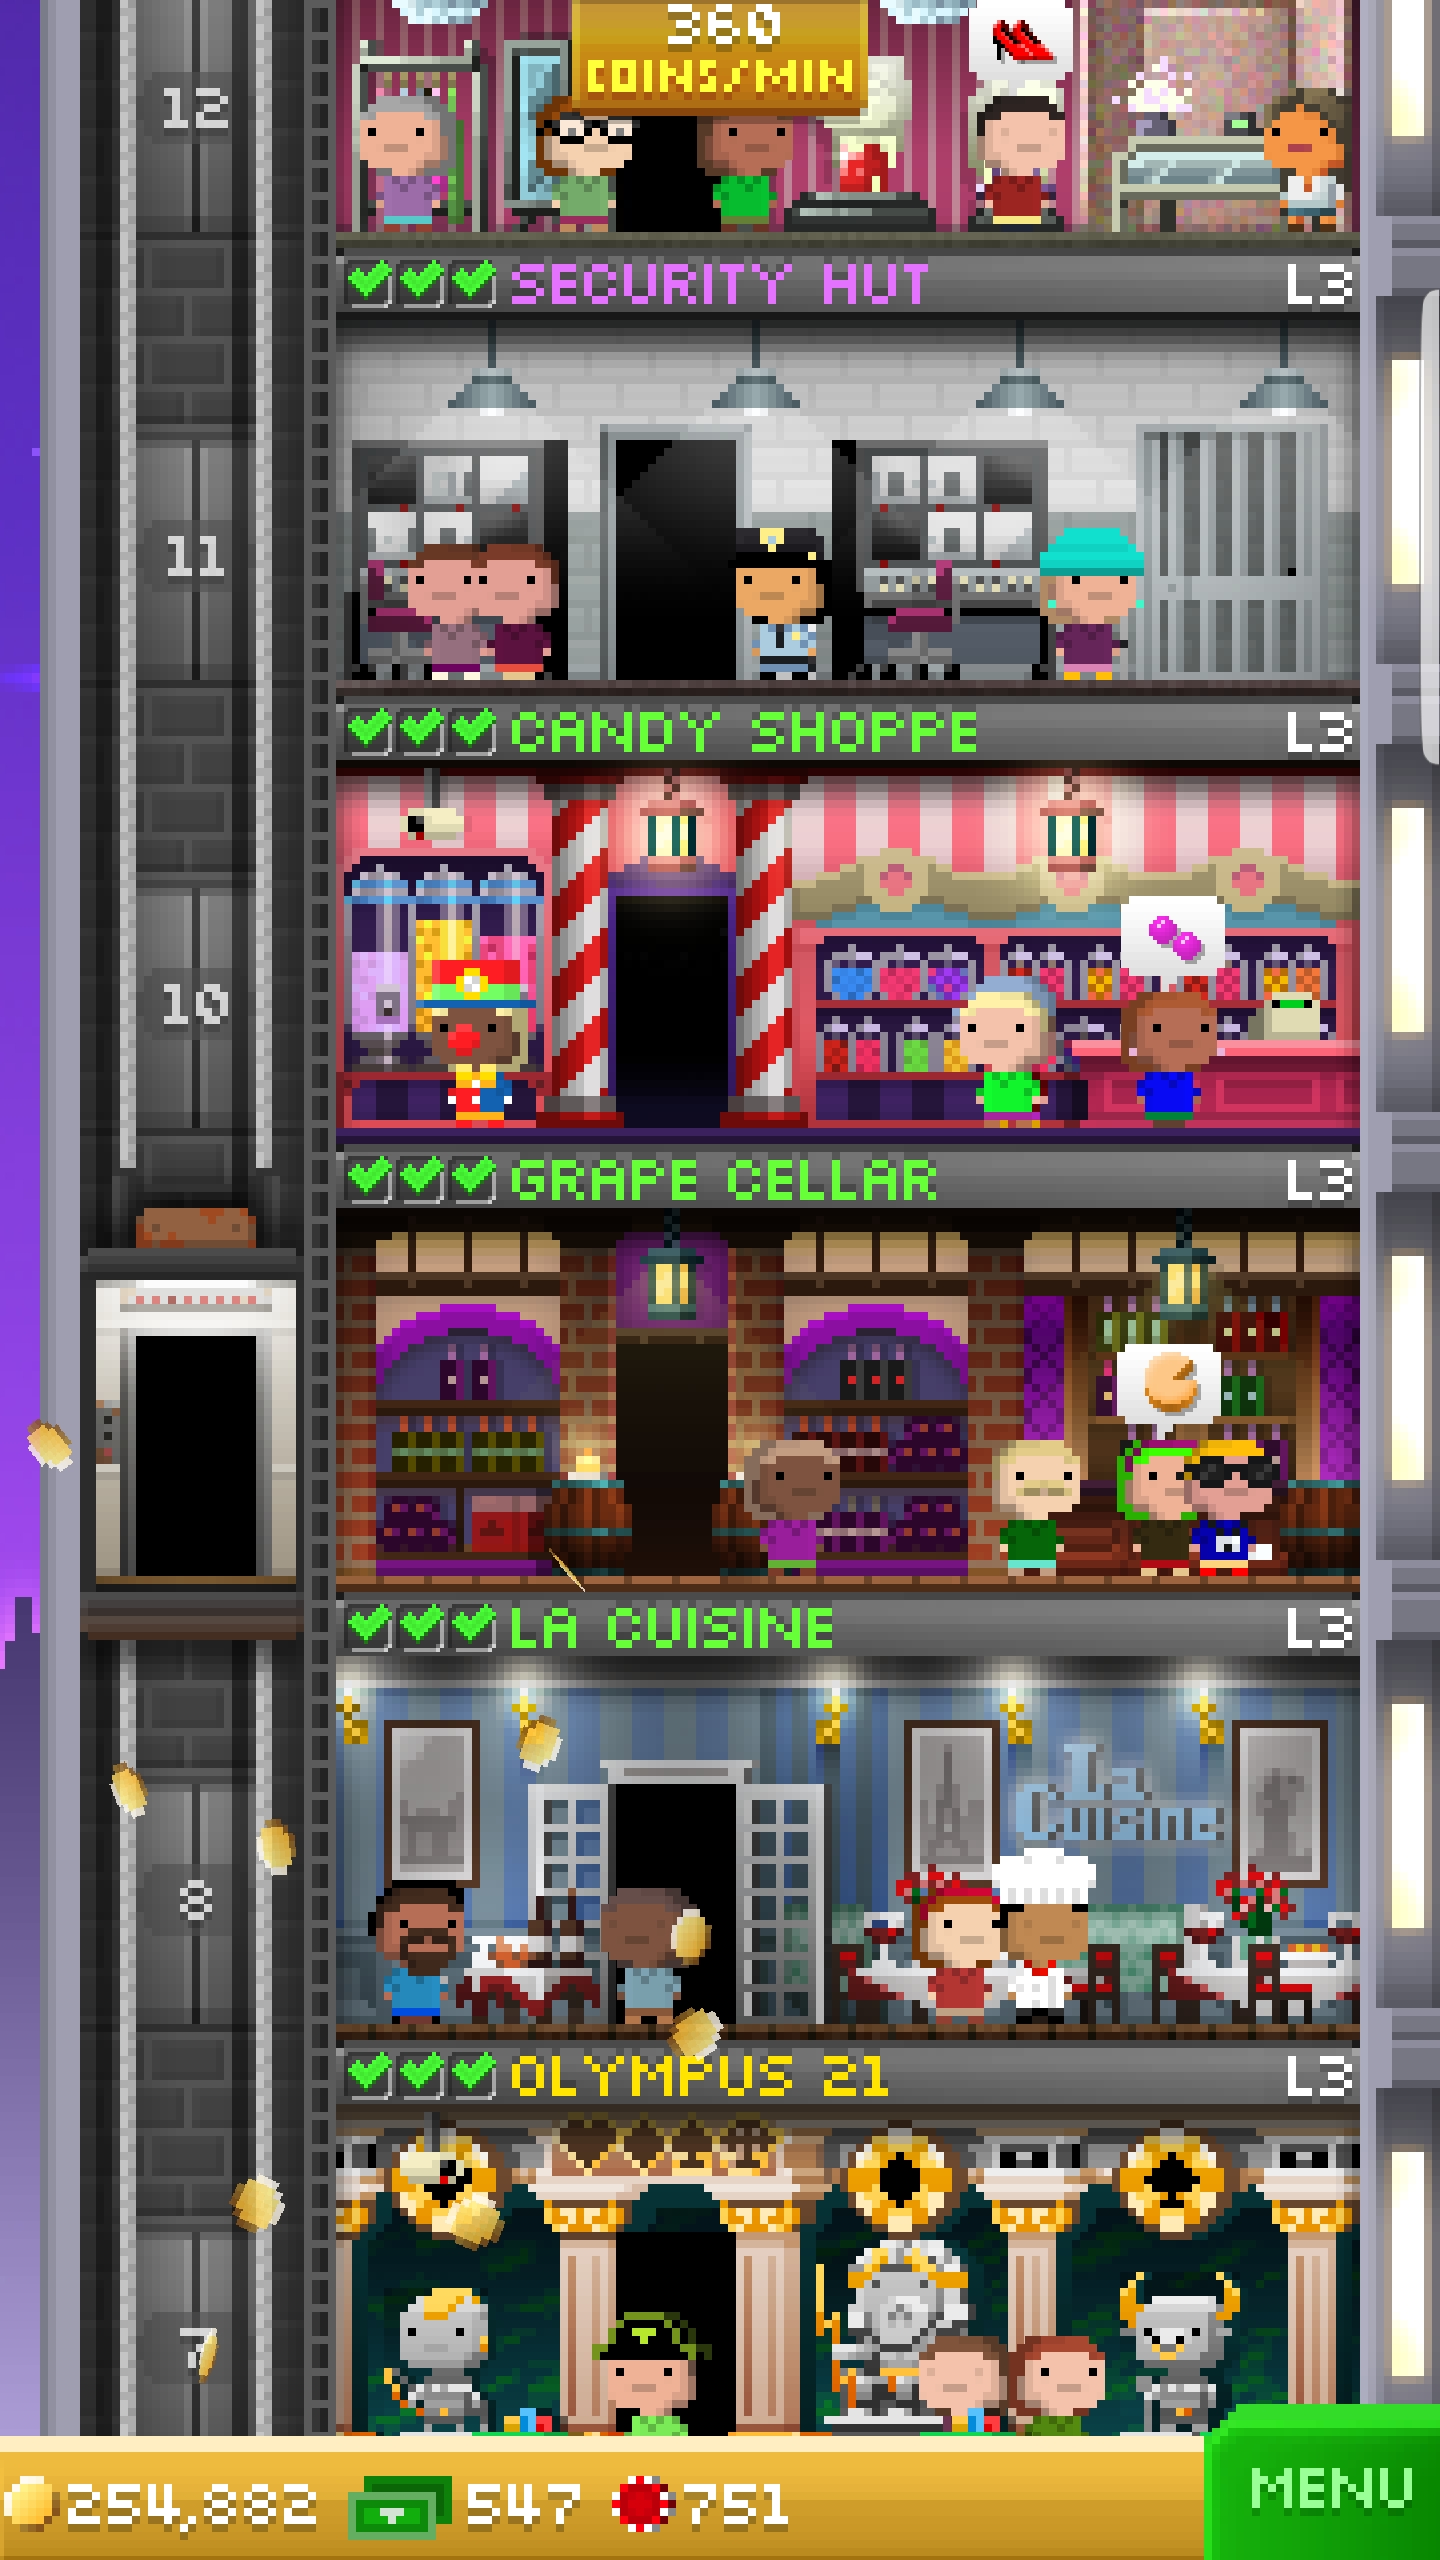 360
COINS/MIN
12
SECURITY HUT L3
11
CANDY SHOPPE L3
10
GRAPE CELLAR L3
LA CUISINE L3
La
Cuisine
8
OLYMPUS 21 L3
7
254,882 547 751 MENU